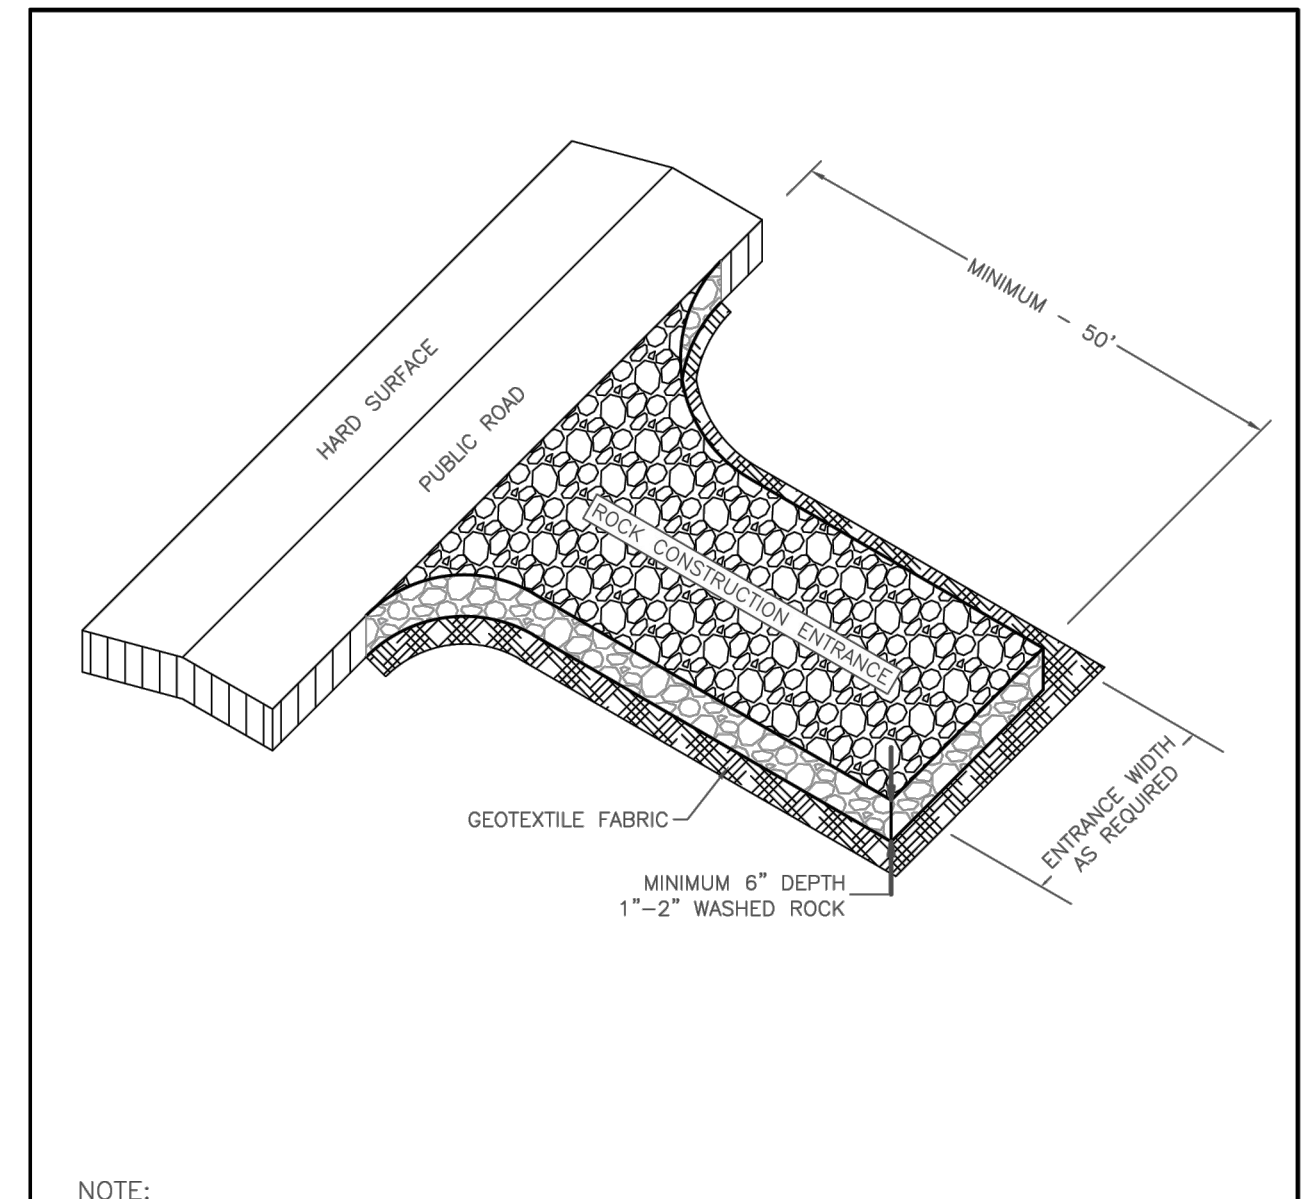 MINIMUM - 50'
HARD SURFACE
PUBLIC ROAD
ROCK CONSTRUCTION ENTRANCE
ENTRANCE WIDTH
AS REQUIRED
GEOTEXTILE FABRIC
MINIMUM 6" DEPTH
1"-2" WASHED ROCK
NOTE: